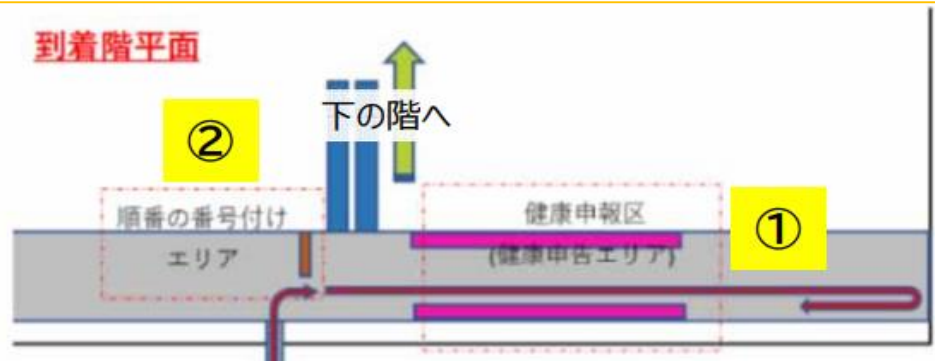 到着階平面
下の階へ
②
順番の番号付け
エリア
健康申報区
(健康申告エリア)
①